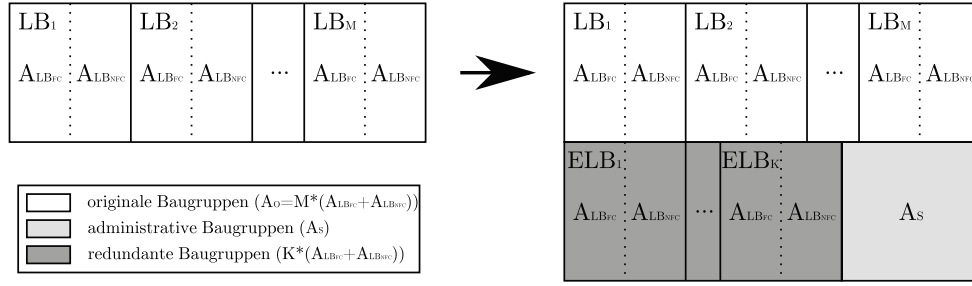 LB1 LB2 LBM
ALBFC ALBNFC ALBFC ALBNFC ... ALBFC ALBNFC
LB1 LB2 LBM
ALBFC ALBNFC ALBFC ALBNFC ... ALBFC ALBNFC
ELB1 ELBK
ALBFC ALBNFC ... ALBFC ALBNFC AS
originale Baugruppen (AO=M*(ALBFC+ALBNFC))
administrative Baugruppen (AS)
redundante Baugruppen (K*(ALBFC+ALBNFC))